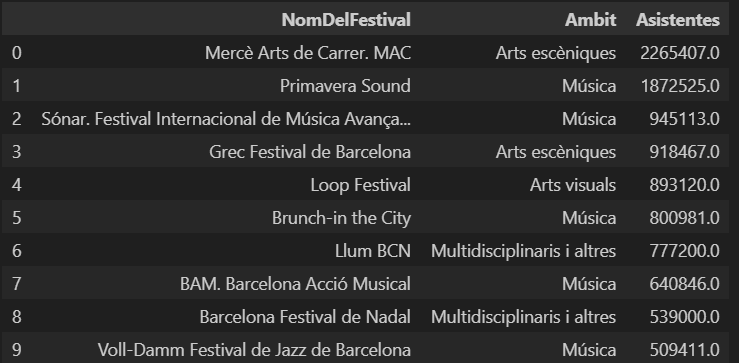 NomDelFestival Ambit Asistentes
0 Mercè Arts de Carrer. MAC Arts escèniques 2265407.0
1 Primavera Sound Música 1872525.0
2 Sónar. Festival Internacional de Música Avança... Música 945113.0
3 Grec Festival de Barcelona Arts escèniques 918467.0
4 Loop Festival Arts visuals 893120.0
5 Brunch-in the City Música 800981.0
6 Llum BCN Multidisciplinaris i altres 777200.0
7 BAM. Barcelona Acció Musical Música 640846.0
8 Barcelona Festival de Nadal Multidisciplinaris i altres 539000.0
9 Voll-Damm Festival de Jazz de Barcelona Música 509411.0